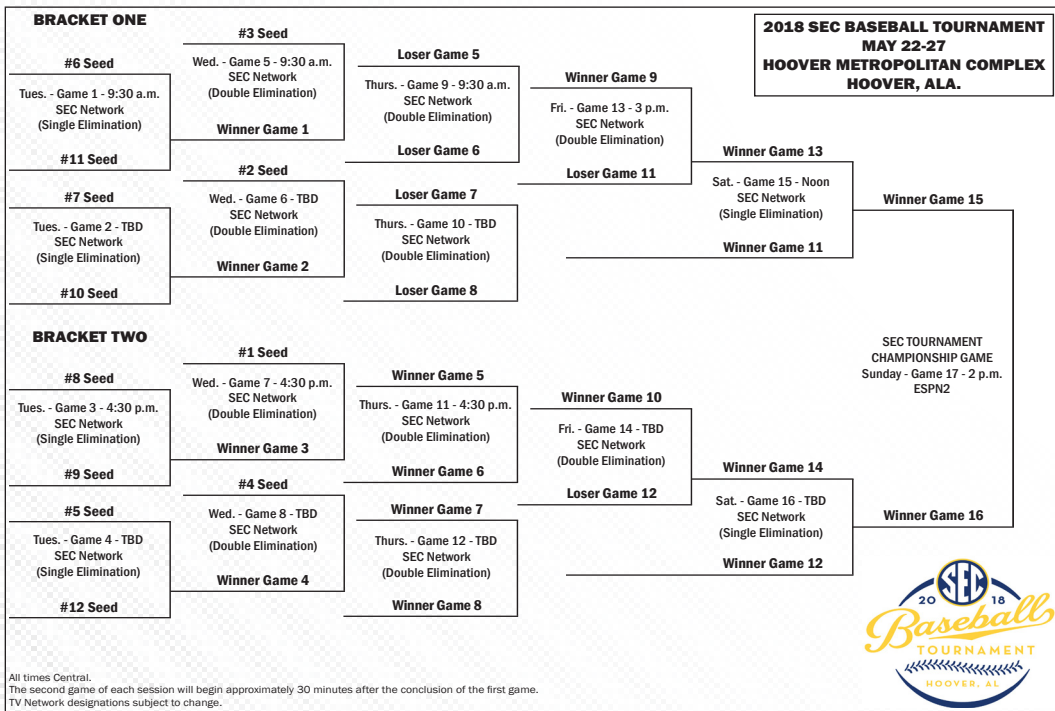 BRACKET ONE
2018 SEC BASEBALL TOURNAMENT
MAY 22-27
HOOVER METROPOLITAN COMPLEX
HOOVER, ALA.
#6 Seed
Tues. - Game 1 - 9:30 a.m.
SEC Network
(Single Elimination)
#11 Seed
#7 Seed
Tues. - Game 2 - TBD
SEC Network
(Single Elimination)
#10 Seed
#3 Seed
Wed. - Game 5 - 9:30 a.m.
SEC Network
(Double Elimination)
Winner Game 1
#2 Seed
Wed. - Game 6 - TBD
SEC Network
(Double Elimination)
Winner Game 2
Loser Game 5
Thurs. - Game 9 - 9:30 a.m.
SEC Network
(Double Elimination)
Loser Game 6
Loser Game 7
Thurs. - Game 10 - TBD
SEC Network
(Double Elimination)
Loser Game 8
Winner Game 9
Fri. - Game 13 - 3 p.m.
SEC Network
(Double Elimination)
Loser Game 11
Winner Game 13
Sat. - Game 15 - Noon
SEC Network
(Single Elimination)
Winner Game 11
Winner Game 15
BRACKET TWO
#8 Seed
Tues. - Game 3 - 4:30 p.m.
SEC Network
(Single Elimination)
#9 Seed
#5 Seed
Tues. - Game 4 - TBD
SEC Network
(Single Elimination)
#12 Seed
#1 Seed
Wed. - Game 7 - 4:30 p.m.
SEC Network
(Double Elimination)
Winner Game 3
#4 Seed
Wed. - Game 8 - TBD
SEC Network
(Double Elimination)
Winner Game 4
Winner Game 5
Thurs. - Game 11 - 4:30 p.m.
SEC Network
(Double Elimination)
Winner Game 6
Winner Game 7
Thurs. - Game 12 - TBD
SEC Network
(Double Elimination)
Winner Game 8
Winner Game 10
Fri. - Game 14 - TBD
SEC Network
(Double Elimination)
Loser Game 12
Winner Game 14
Sat. - Game 16 - TBD
SEC Network
(Single Elimination)
Winner Game 12
SEC TOURNAMENT
CHAMPIONSHIP GAME
Sunday - Game 17 - 2 p.m.
ESPN2
Winner Game 16
SEC
20 18
Baseball
TOURNAMENT
HOOVER, AL
All times Central.
The second game of each session will begin approximately 30 minutes after the conclusion of the first game.
TV Network designations subject to change.